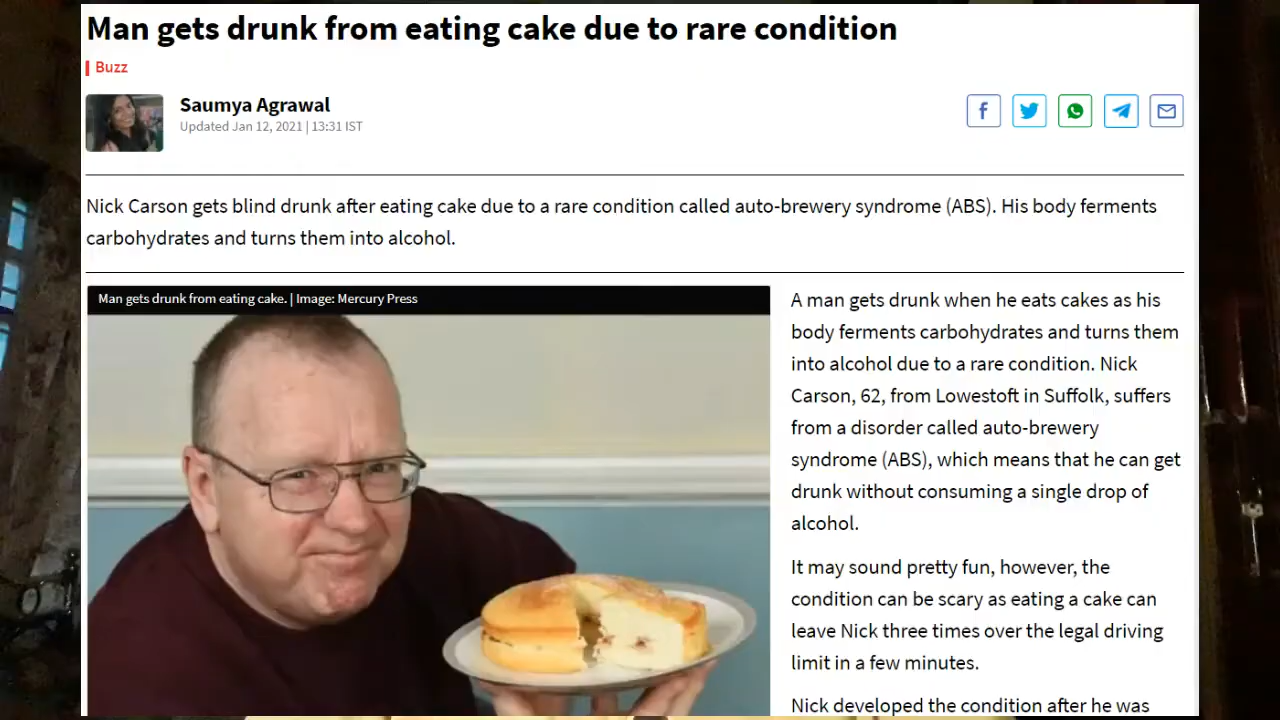 Man gets drunk from eating cake due to rare condition
Buzz
Saumya Agrawal
Updated Jan 12, 2021 | 13:31 IST
Nick Carson gets blind drunk after eating cake due to a rare condition called auto-brewery syndrome (ABS). His body ferments
carbohydrates and turns them into alcohol.
Man gets drunk from eating cake. | Image: Mercury Press
A man gets drunk when he eats cakes as his
body ferments carbohydrates and turns them
into alcohol due to a rare condition. Nick
Carson, 62, from Lowestoft in Suffolk, suffers
from a disorder called auto-brewery
syndrome (ABS), which means that he can get
drunk without consuming a single drop of
alcohol.
It may sound pretty fun, however, the
condition can be scary as eating a cake can
leave Nick three times over the legal driving
limit in a few minutes.
Nick developed the condition after he was